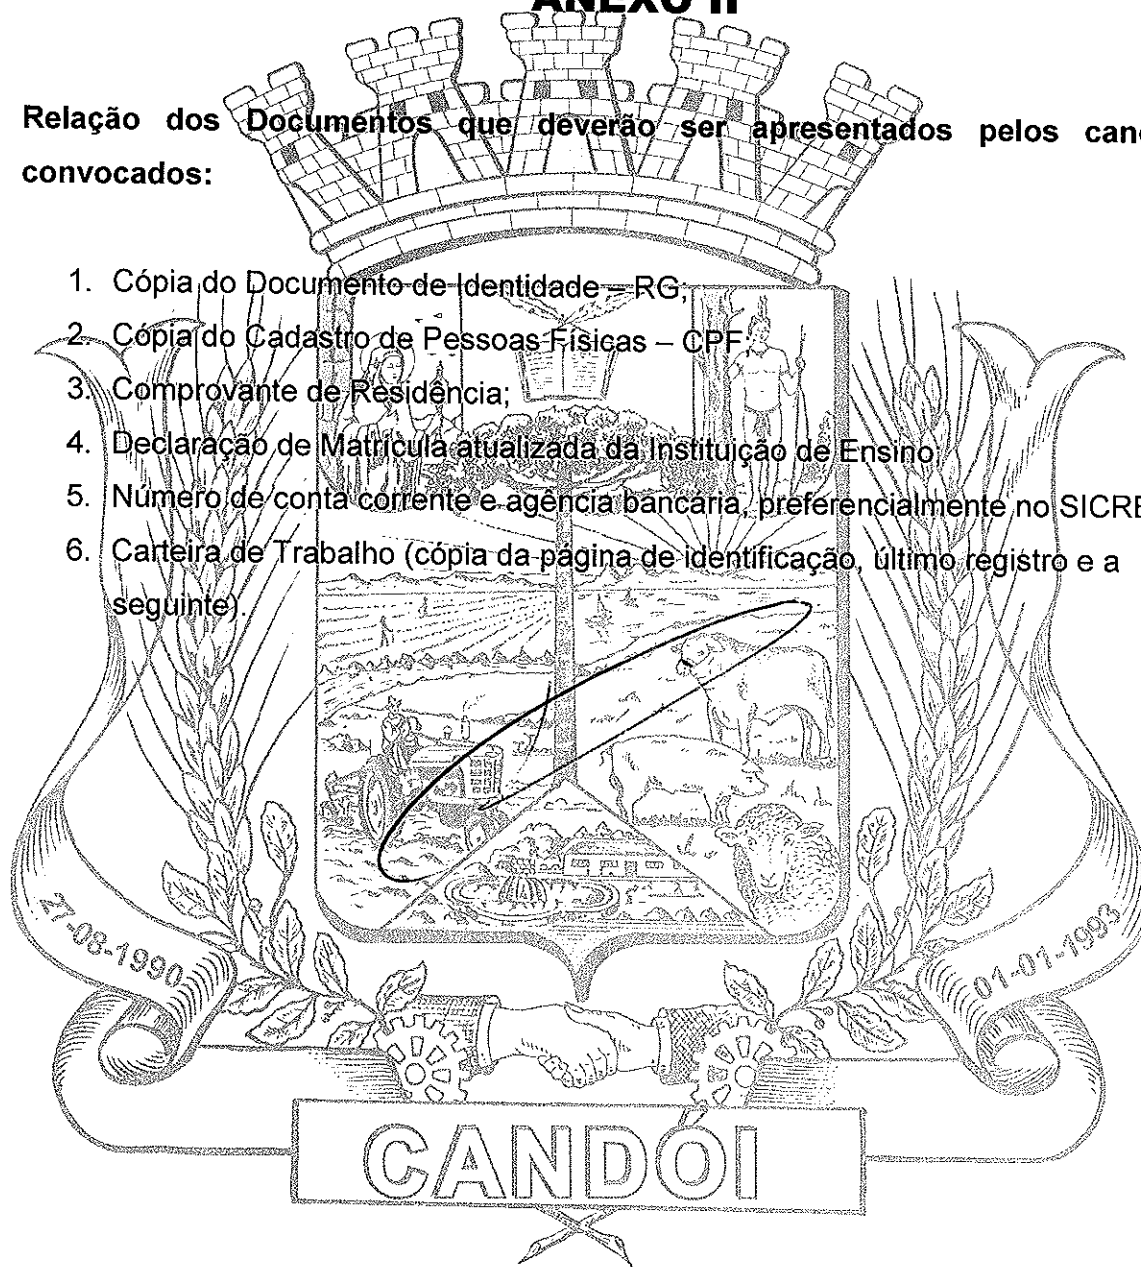 ANEXO II
Relação dos Documentos que deverão ser apresentados pelos
convocados:
1. Cópia do Documento de Identidade – RG;
2. Cópia do Cadastro de Pessoas Físicas – CPF
3. Comprovante de Residência;
4. Declaração de Matrícula atualizada da Instituição de Ensino
5. Número de conta corrente e agência bancária, preferencialmente no
6. Carteira de Trabalho (cópia da página de identificação, último registro e a
seguinte).
27-08-1990
01-01-1993
CANDÓI